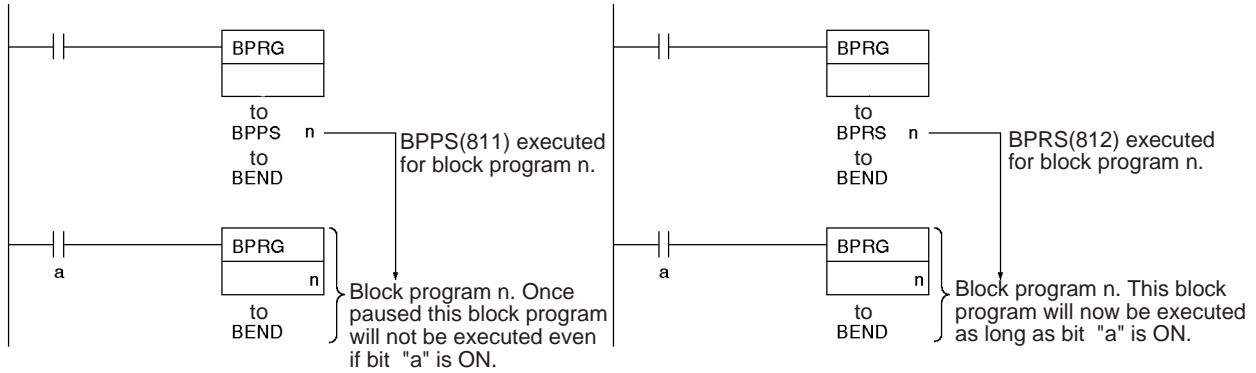 BPRG
to
BPPS n
BPPS(811) executed
for block program n.
to
BEND
BPRG
a
n
Block program n. Once
paused this block program
will not be executed even
if bit "a" is ON.
to
BEND
BPRG
to
BPRS n
BPRS(812) executed
for block program n.
to
BEND
BPRG
a
n
Block program n. This block
program will now be executed
as long as bit "a" is ON.
to
BEND